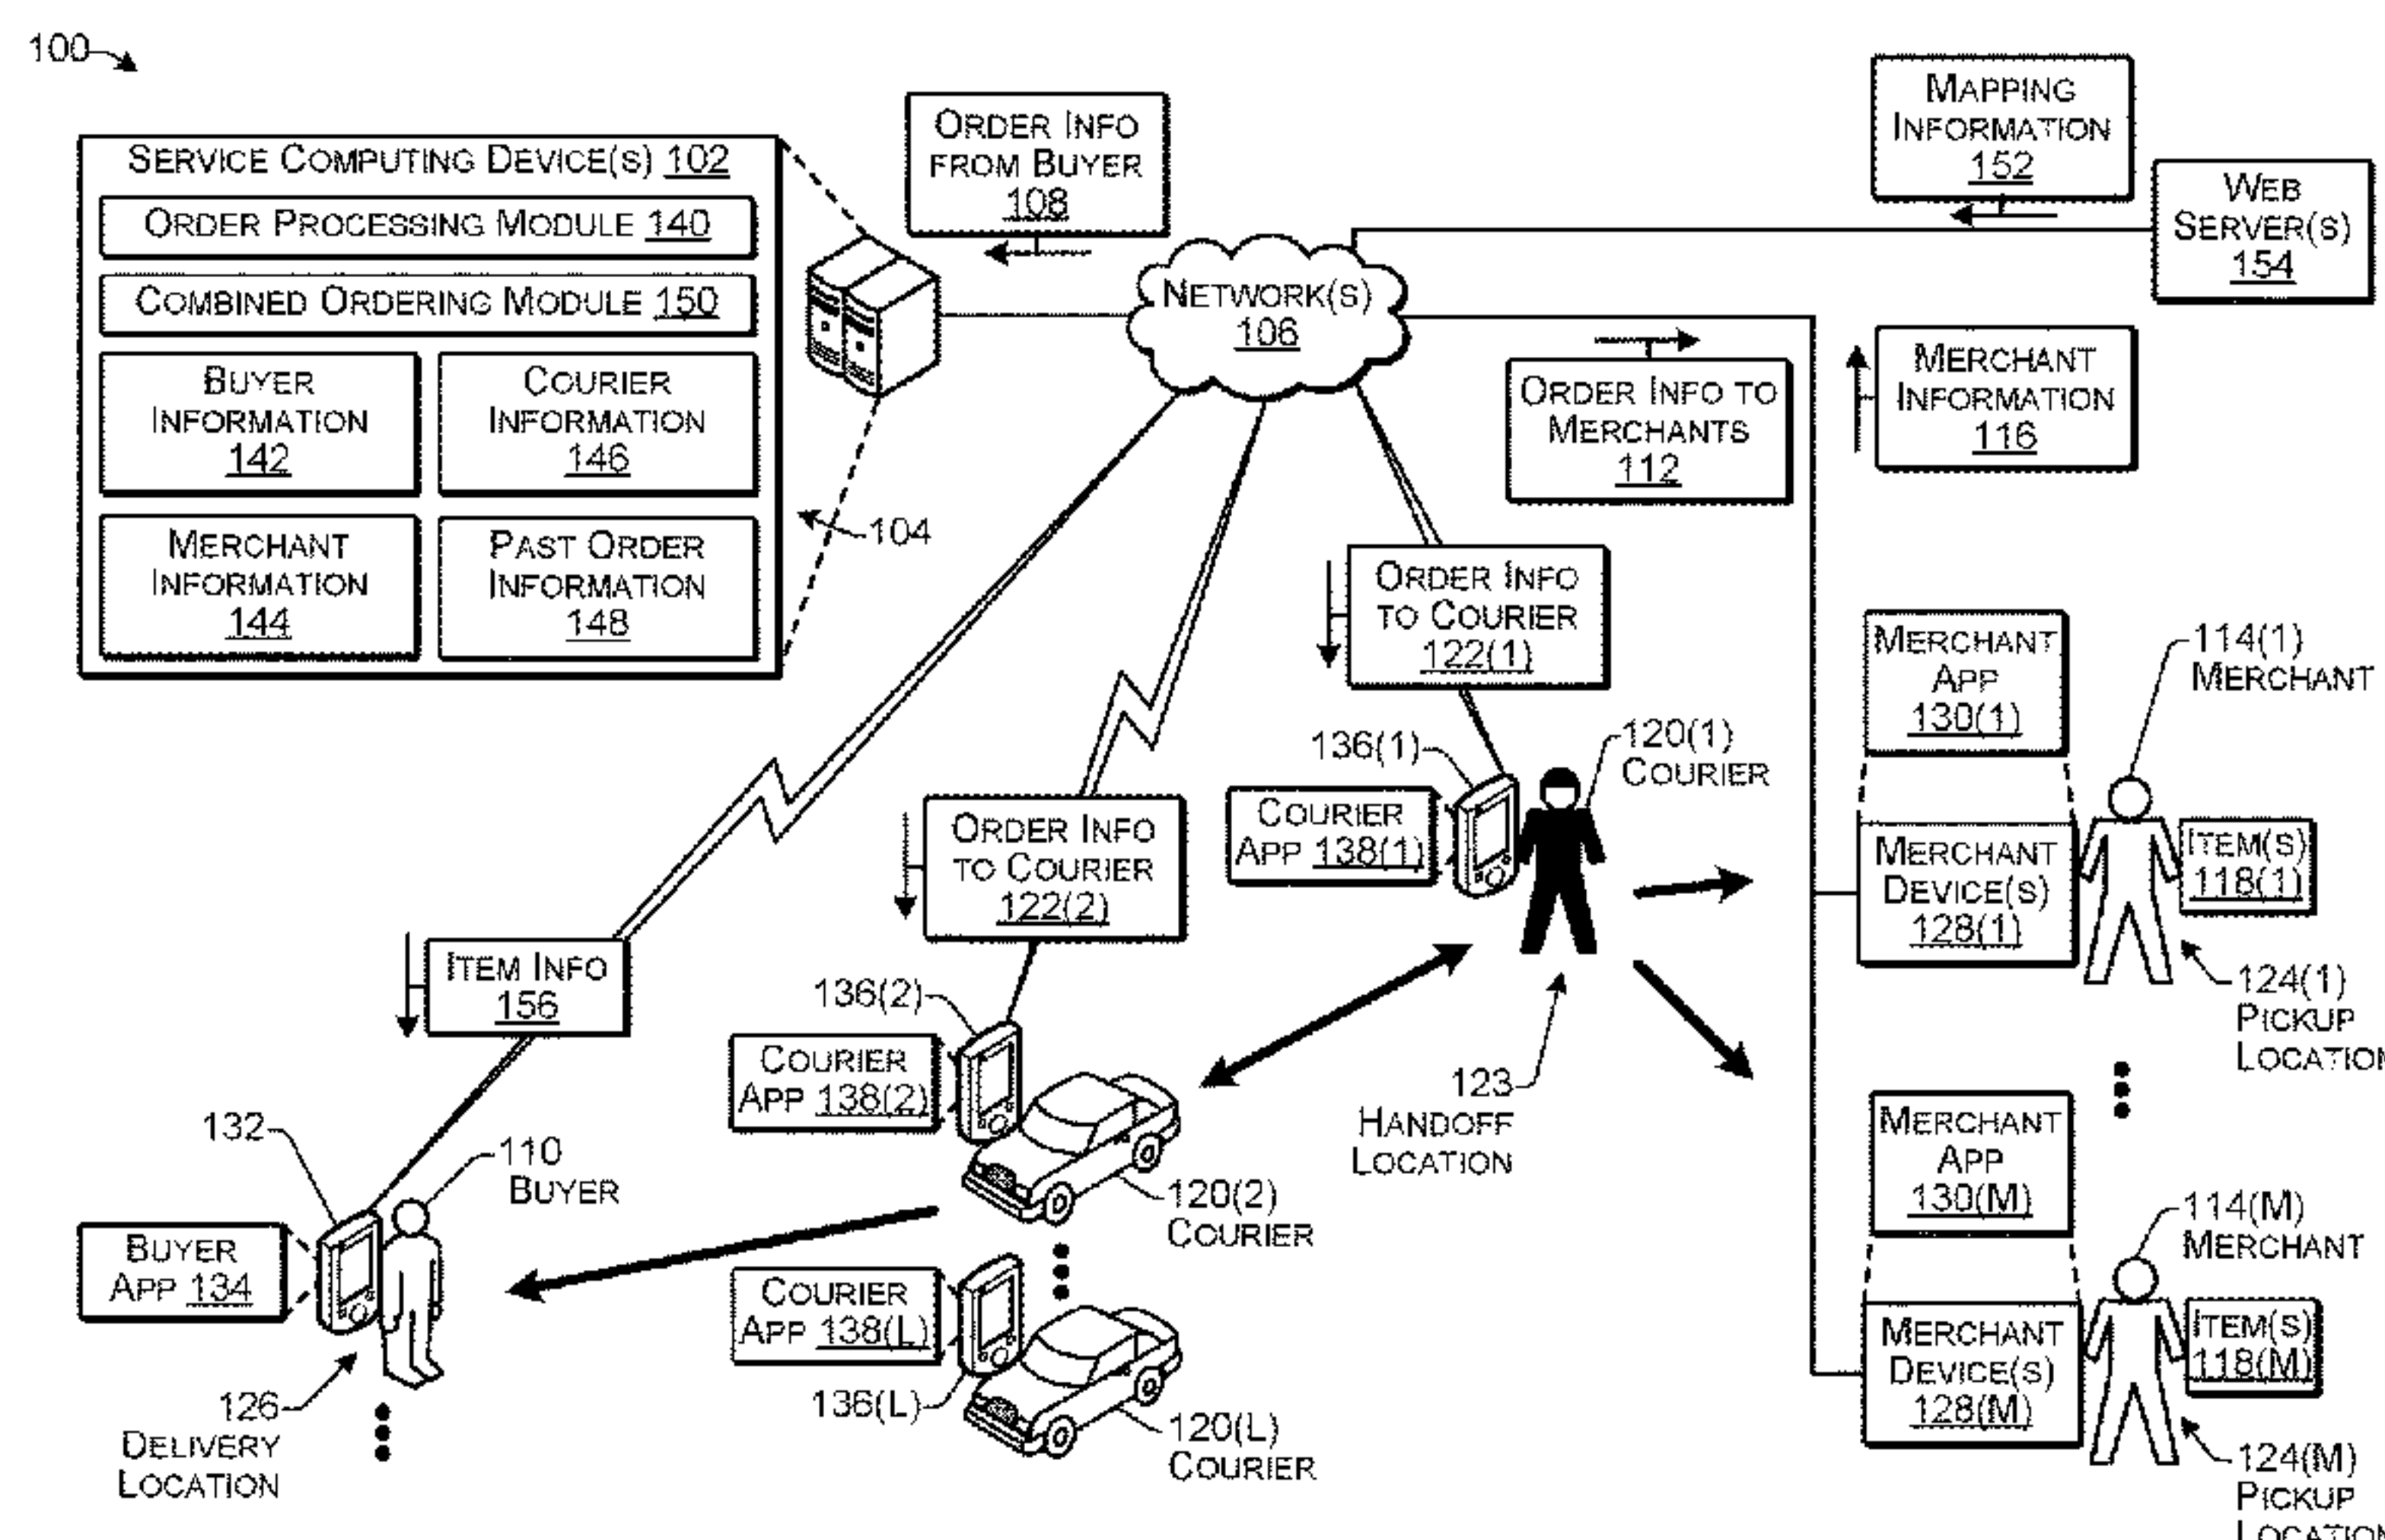 100
SERVICE COMPUTING DEVICE(S) 102
ORDER PROCESSING MODULE 140
COMBINED ORDERING MODULE 150
BUYER
INFORMATION
142
COURIER
INFORMATION
146
MERCHANT
INFORMATION
144
PAST ORDER
INFORMATION
148
104
ORDER INFO
FROM BUYER
108
NETWORK(S)
106
MAPPING
INFORMATION
152
WEB
SERVER(S)
154
ORDER INFO TO
MERCHANTS
112
MERCHANT
INFORMATION
116
ORDER INFO
TO COURIER
122(1)
MERCHANT
APP
130(1)
114(1)
MERCHANT
136(1)
120(1)
COURIER
COURIER
APP 138(1)
ORDER INFO
TO COURIER
122(2)
MERCHANT
DEVICE(S)
128(1)
ITEM(S)
118(1)
124(1)
PICKUP
LOCATION
ITEM INFO
156
136(2)
COURIER
APP 138(2)
123
HANDOFF
LOCATION
132
110
BUYER
120(2)
COURIER
BUYER
APP 134
COURIER
APP 138(L)
136(L)
120(L)
COURIER
126
DELIVERY
LOCATION
MERCHANT
APP
130(M)
114(M)
MERCHANT
MERCHANT
DEVICE(S)
128(M)
ITEM(S)
118(M)
124(M)
PICKUP
LOCATION